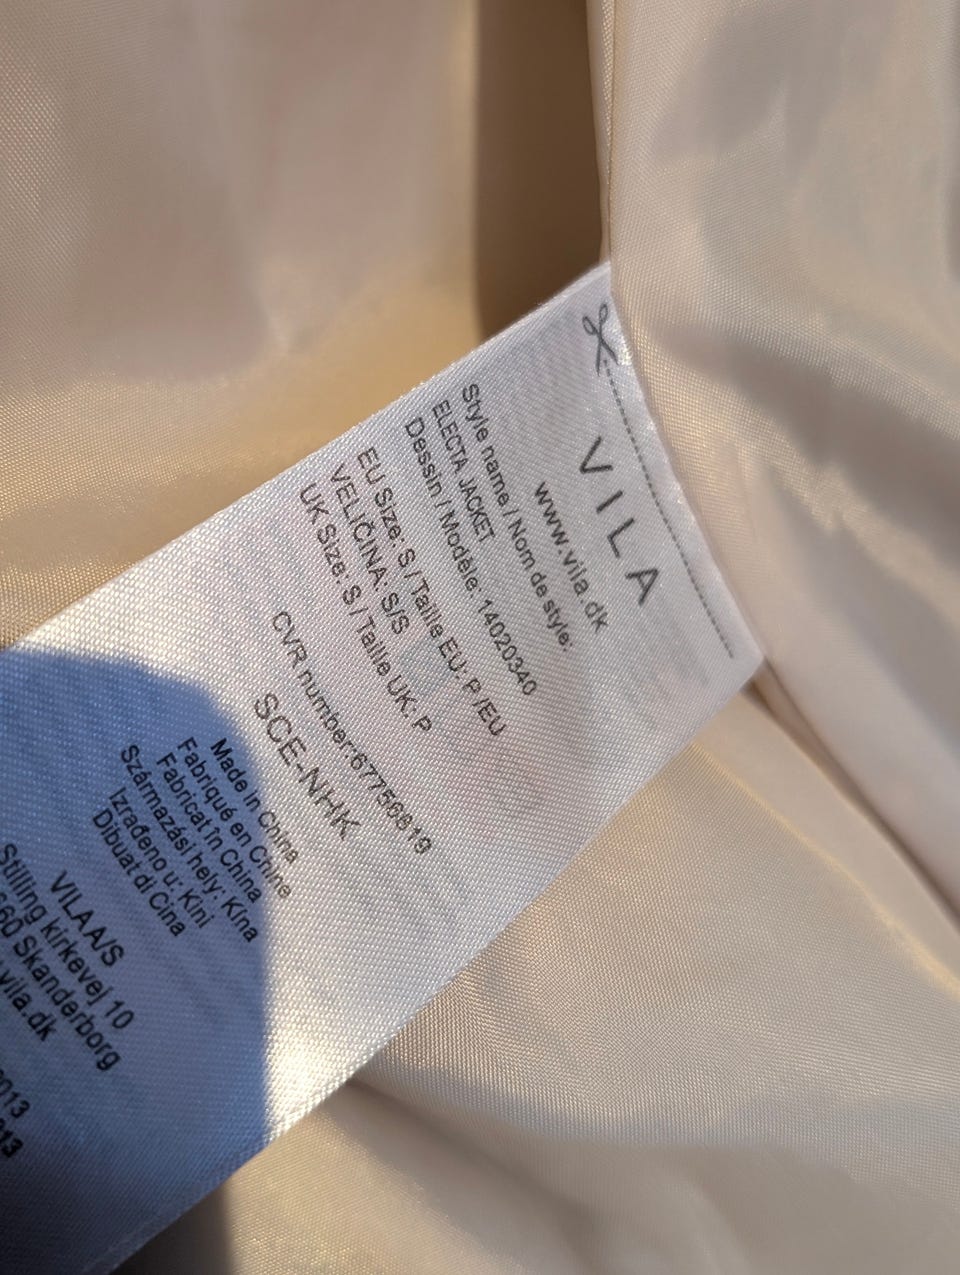 VILA
www.vila.dk
Style name / Nom de style:
ELECTA JACKET
Dessin / Modèle: 14020340
EU Size: S / Taille EU: P /EU
VELIČINA: S/S
UK Size: S / Taille UK: P
CVR number:67756819
SCE-NHK
Made in China
Fabriqué en Chine
Fabricat în China
Származási hely: Kína
Izrađeno u: Kini
Dibuat di Cina
VILA A/S
Stilling kirkevej 10
Skanderborg
vila.dk